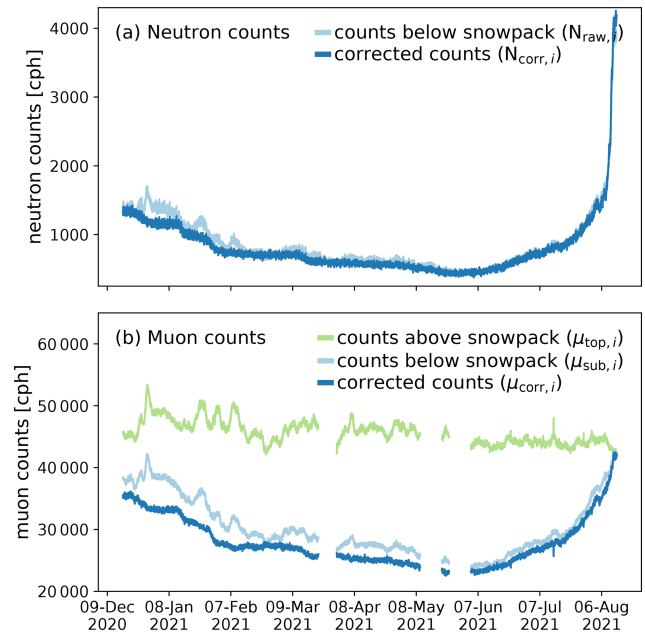 (a) Neutron counts
counts below snowpack (N_raw, i)
corrected counts (N_corr, i)
neutron counts [cph]
4000
3000
2000
1000
(b) Muon counts
counts above snowpack (μ_top, i)
counts below snowpack (μ_sub, i)
corrected counts (μ_corr, i)
muon counts [cph]
60 000
50 000
40 000
30 000
20 000
09-Dec 08-Jan 07-Feb 09-Mar 08-Apr 08-May 07-Jun 07-Jul 06-Aug
2020 2021 2021 2021 2021 2021 2021 2021 2021